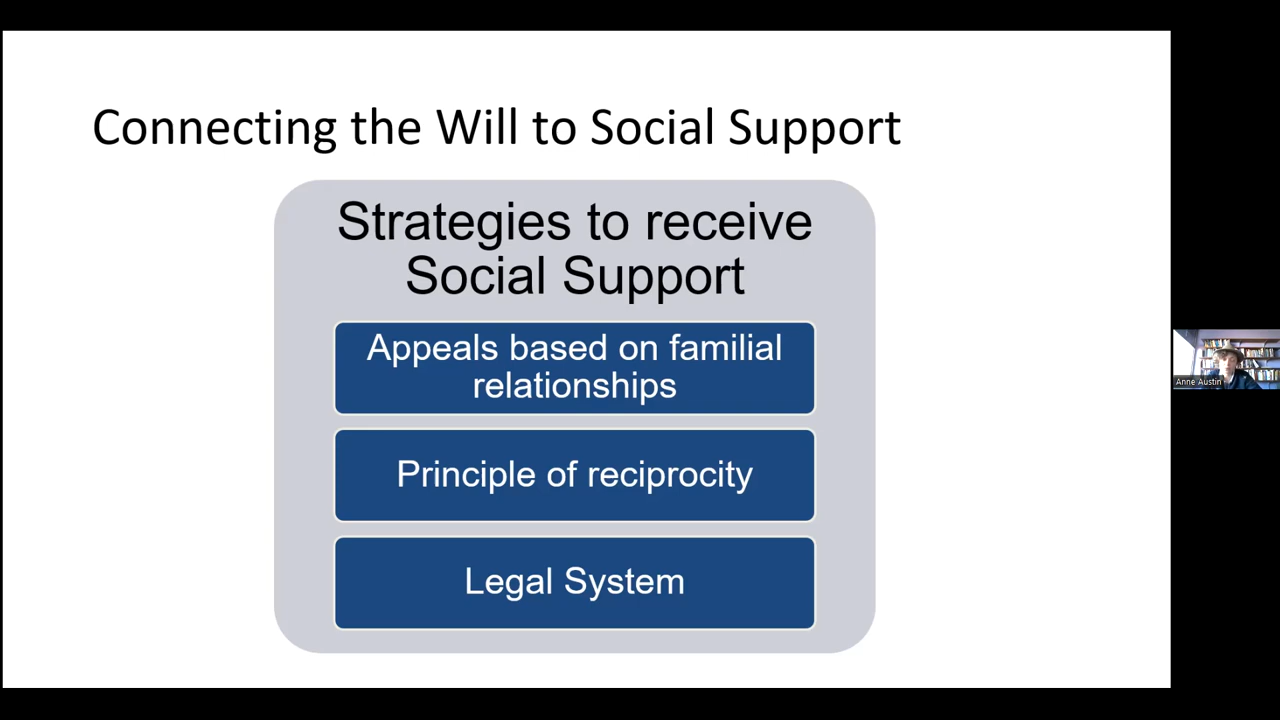 Connecting the Will to Social Support
Strategies to receive
Social Support
Appeals based on familial
relationships
Principle of reciprocity
Legal System
Anne Austin